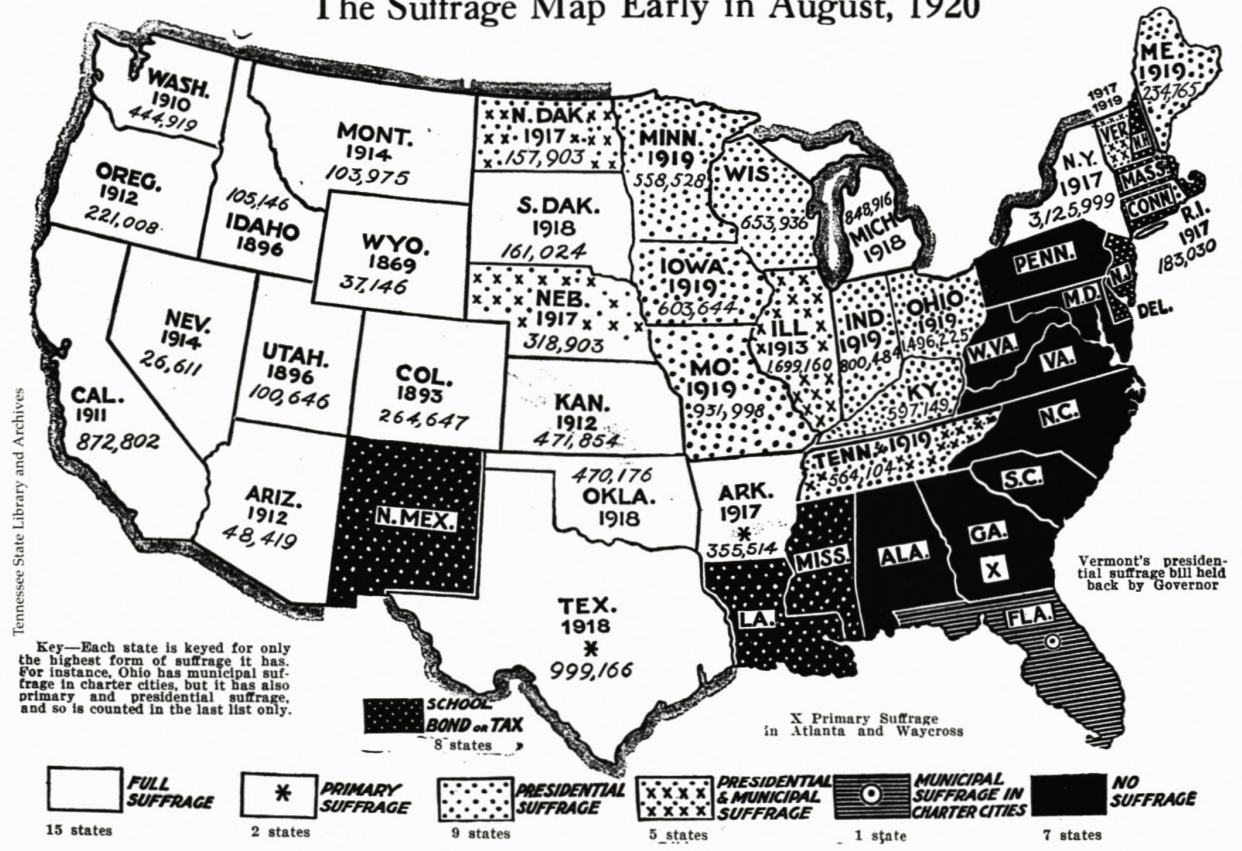 The Suffrage Map Early in August, 1920
WASH.
1910
444,919
OREG.
1912
221,008
CAL.
1911
872,802
NEV.
1914
26,611
105,146
IDAHO
1896
MONT.
1914
103,975
WYO.
1869
37,146
UTAH.
1896
100,646
COL.
1893
264,647
ARIZ.
1912
48,419
N.MEX.
N.DAK
1917
157,903
S.DAK.
1918
161,024
NEB.
1917
318,903
KAN.
1912
471,854
470,176
OKLA.
1918
TEX.
1918
*
999,166
MINN.
1919
558,528
IOWA
1919
603,644
MO.
1919
931,998
ARK.
1917
*
355,514
LA.
WIS.
653,936
ILL
1913
1,699,160
848,916
MICH
1918
IND.
1919
800,484
OHIO
1919
1,496,225
KY.
597,149
TENN. 1919
564,104
MISS.
ALA.
GA.
X
FLA.
S.C.
N.C.
VA.
W.VA.
M.D.
DEL.
N.J.
PENN.
N.Y.
1917
3,125,999
1917
1919
VER
N.H
MASS.
CONN.
R.I.
1917
183,030
ME.
1919
234,765
Vermont's presiden-
tial suffrage bill held
back by Governor
Tennessee State Library and Archives
Key—Each state is keyed for only
the highest form of suffrage it has.
For instance, Ohio has municipal suf-
frage in charter cities, but it has also
primary and presidential suffrage,
and so is counted in the last list only.
SCHOOL
BOND OR TAX
8 states
X Primary Suffrage
in Atlanta and Waycross
FULL
SUFFRAGE
15 states
*
PRIMARY
SUFFRAGE
2 states
PRESIDENTIAL
SUFFRAGE
9 states
PRESIDENTIAL
& MUNICIPAL
SUFFRAGE
5 states
MUNICIPAL
SUFFRAGE IN
CHARTER CITIES
1 state
NO
SUFFRAGE
7 states